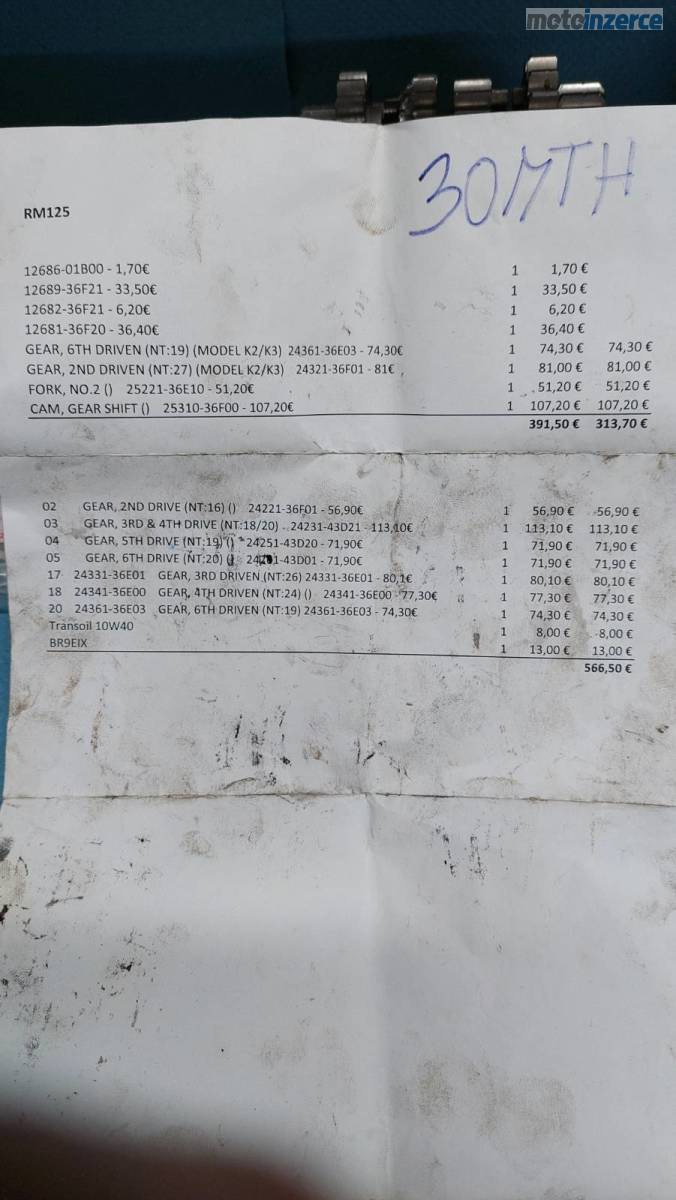 motoinzerce
30MTH
RM125
12686-01B00 - 1,70€ 1 1,70 €
12689-36F21 - 33,50€ 1 33,50 €
12682-36F21 - 6,20€ 1 6,20 €
12681-36F20 - 36,40€ 1 36,40 €
GEAR, 6TH DRIVEN (NT:19) (MODEL K2/K3) 24361-36E03 - 74,30€ 1 74,30 € 74,30 €
GEAR, 2ND DRIVEN (NT:27) (MODEL K2/K3) 24321-36F01 - 81€ 1 81,00 € 81,00 €
FORK, NO.2 () 25221-36E10 - 51,20€ 1 51,20 € 51,20 €
CAM, GEAR SHIFT () 25310-36F00 - 107,20€ 1 107,20 € 107,20 €
391,50 € 313,70 €
02 GEAR, 2ND DRIVE (NT:16) () 24221-36F01 - 56,90€ 1 56,90 € 56,90 €
03 GEAR, 3RD & 4TH DRIVE (NT:18/20) 24231-43D21 - 113,10€ 1 113,10 € 113,10 €
04 GEAR, 5TH DRIVE (NT:19) () 24251-43D20 - 71,90€ 1 71,90 € 71,90 €
05 GEAR, 6TH DRIVE (NT:20) () - 71,90€ 1 71,90 € 71,90 €
17 24331-36E01 GEAR, 3RD DRIVEN (NT:26) 24331-36E01 - 80,1€ 1 80,10 € 80,10 €
18 24341-36E00 GEAR, 4TH DRIVEN (NT:24) () 24341-36E00 - 77,30€ 1 77,30 € 77,30 €
20 24361-36E03 GEAR, 6TH DRIVEN (NT:19) 24361-36E03 - 74,30€ 1 74,30 € 74,30 €
Transoil 10W40 1 8,00 € 8,00 €
BR9EIX 1 13,00 € 13,00 €
566,50 €